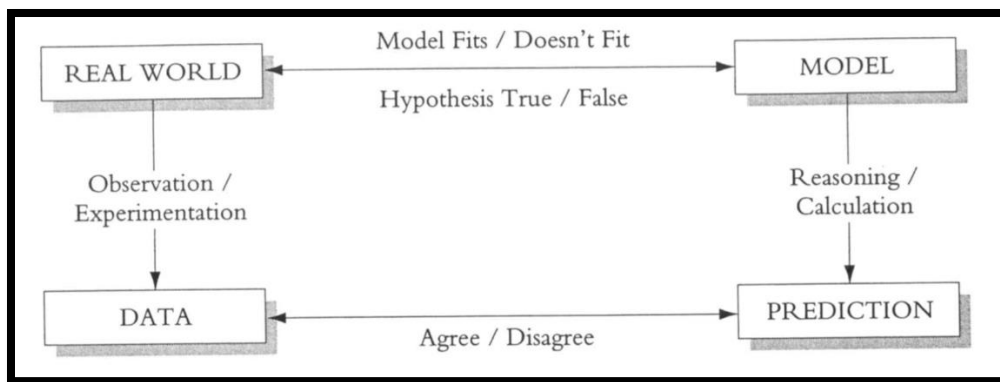 Model Fits / Doesn't Fit
REAL WORLD
MODEL
Hypothesis True / False
Observation /
Experimentation
Reasoning /
Calculation
DATA
PREDICTION
Agree / Disagree